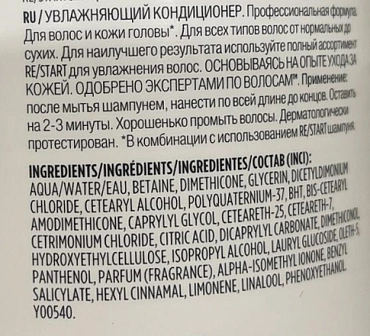 RU / УВЛАЖНЯЮЩИЙ КОНДИЦИОНЕР. Профессиональная формула.
Для волос и кожи головы*. Для всех типов волос от нормальных до
сухих. Для наилучшего результата используйте полный ассортимент
RE/START для увлажнения волос. ОСНОВЫВАЯСЬ НА ОПЫТЕ УХОДА ЗА
КОЖЕЙ. ОДОБРЕНО ЭКСПЕРТАМИ ПО ВОЛОСАМ**. Применение:
после мытья шампунем, нанести по всей длине до концов. Оставить
на 2-3 минуты. Хорошенько промыть волосы. Дерматологически
протестирован. *В комбинации с использованием RE/START шампуня.
INGREDIENTS/INGRÉDIENTS/INGREDIENTES/СОСТАВ (INCI):
AQUA/WATER/EAU, BETAINE, DIMETHICONE, GLYCERIN, DICETYLDIMONIUM
CHLORIDE, CETEARYL ALCOHOL, POLYQUATERNIUM-37, BHT, BIS-CETEARYL
AMODIMETHICONE, CAPRYLYL GLYCOL, CETEARETH-25, CETEARETH-7,
CETRIMONIUM CHLORIDE, CITRIC ACID, DICAPRYLYL CARBONATE, DIMETHICONOL,
HYDROXYETHYLCELLULOSE, ISOPROPYL ALCOHOL, LAURYL GLUCOSIDE, OLETH-5,
PANTHENOL, PARFUM (FRAGRANCE), ALPHA-ISOMETHYL IONONE, BENZYL
SALICYLATE, HEXYL CINNAMAL, LIMONENE, LINALOOL, PHENOXYETHANOL.
Y00540.